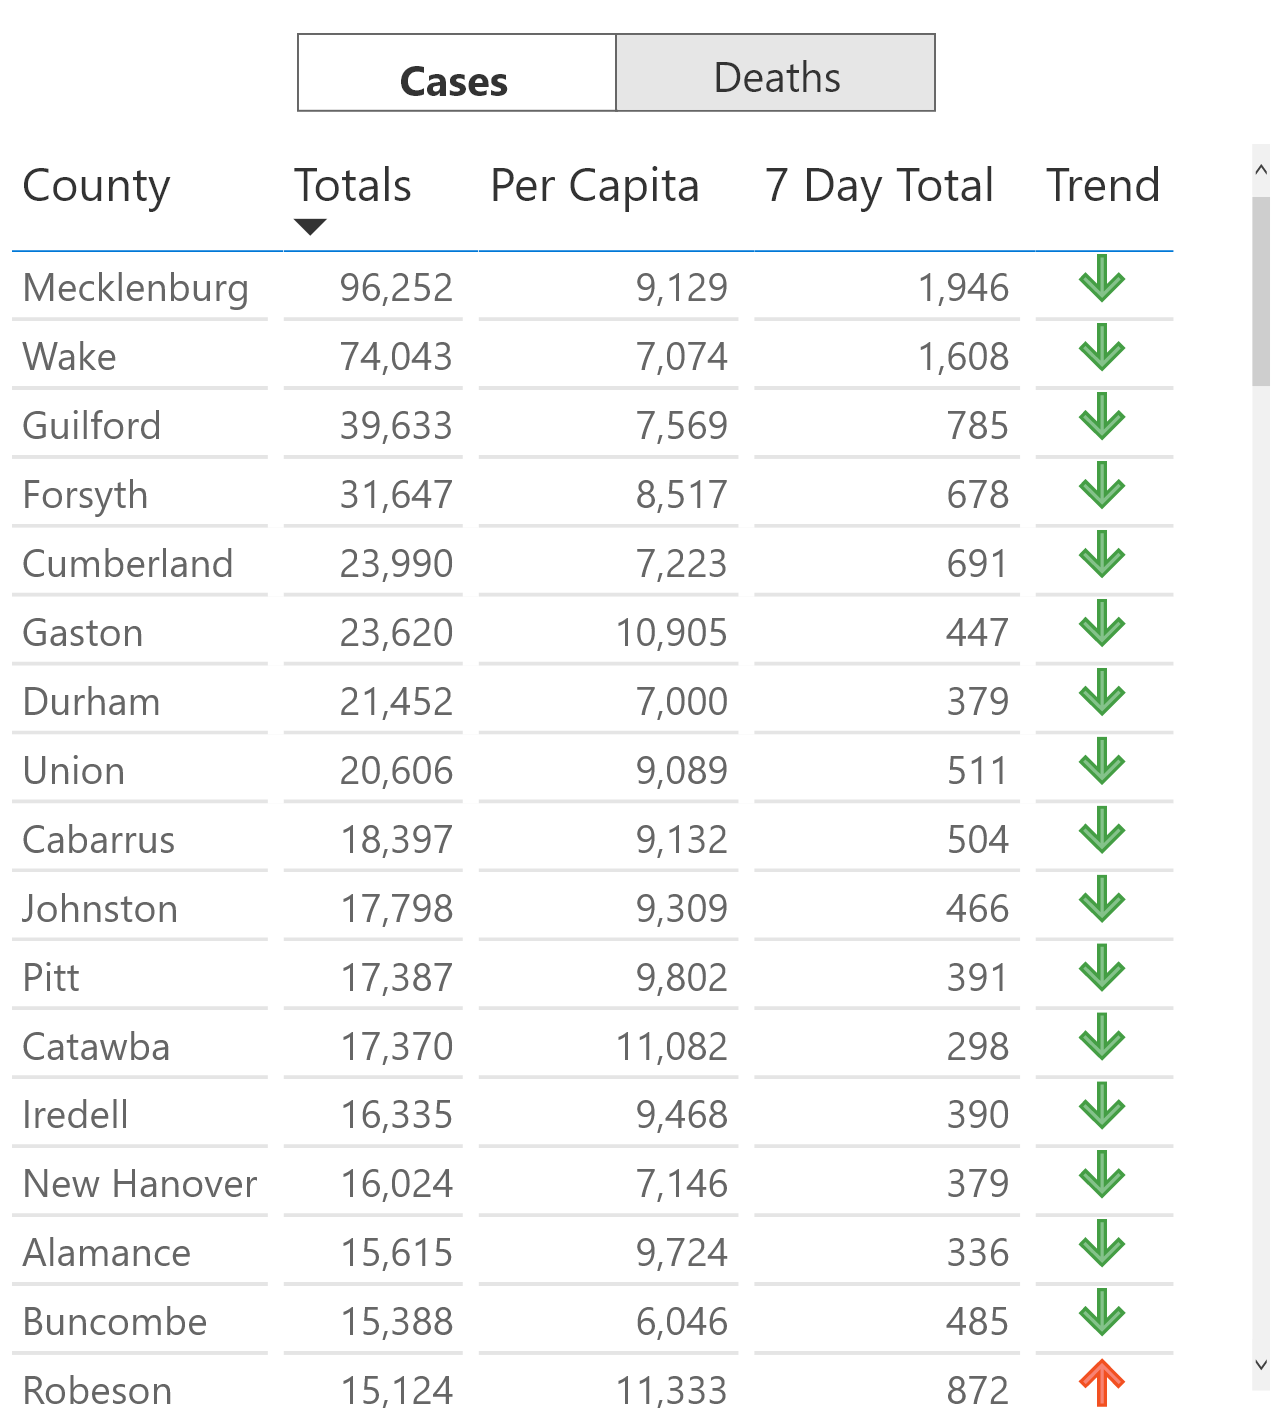 Cases Deaths
County Totals Per Capita 7 Day Total Trend
Mecklenburg 96,252 9,129 1,946
Wake 74,043 7,074 1,608
Guilford 39,633 7,569 785
Forsyth 31,647 8,517 678
Cumberland 23,990 7,223 691
Gaston 23,620 10,905 447
Durham 21,452 7,000 379
Union 20,606 9,089 511
Cabarrus 18,397 9,132 504
Johnston 17,798 9,309 466
Pitt 17,387 9,802 391
Catawba 17,370 11,082 298
Iredell 16,335 9,468 390
New Hanover 16,024 7,146 379
Alamance 15,615 9,724 336
Buncombe 15,388 6,046 485
Robeson 15,124 11,333 872